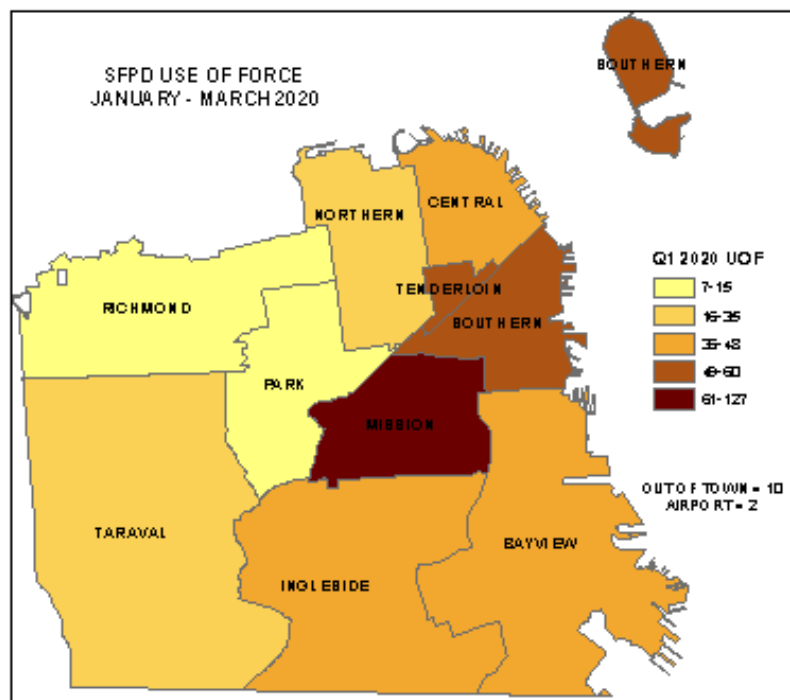 SFPD USE OF FORCE
JANUARY - MARCH 2020
SOUTHERN
CENTRAL
NORTHERN
Q1 2020 UOF
7-15
16-35
36-48
49-60
61-127
TENDERLOIN
RICHMOND
SOUTHERN
PARK
MISSION
OUT OF TOWN = 10
AIRPORT = 2
TARAVAL
BAYVIEW
INGLESIDE